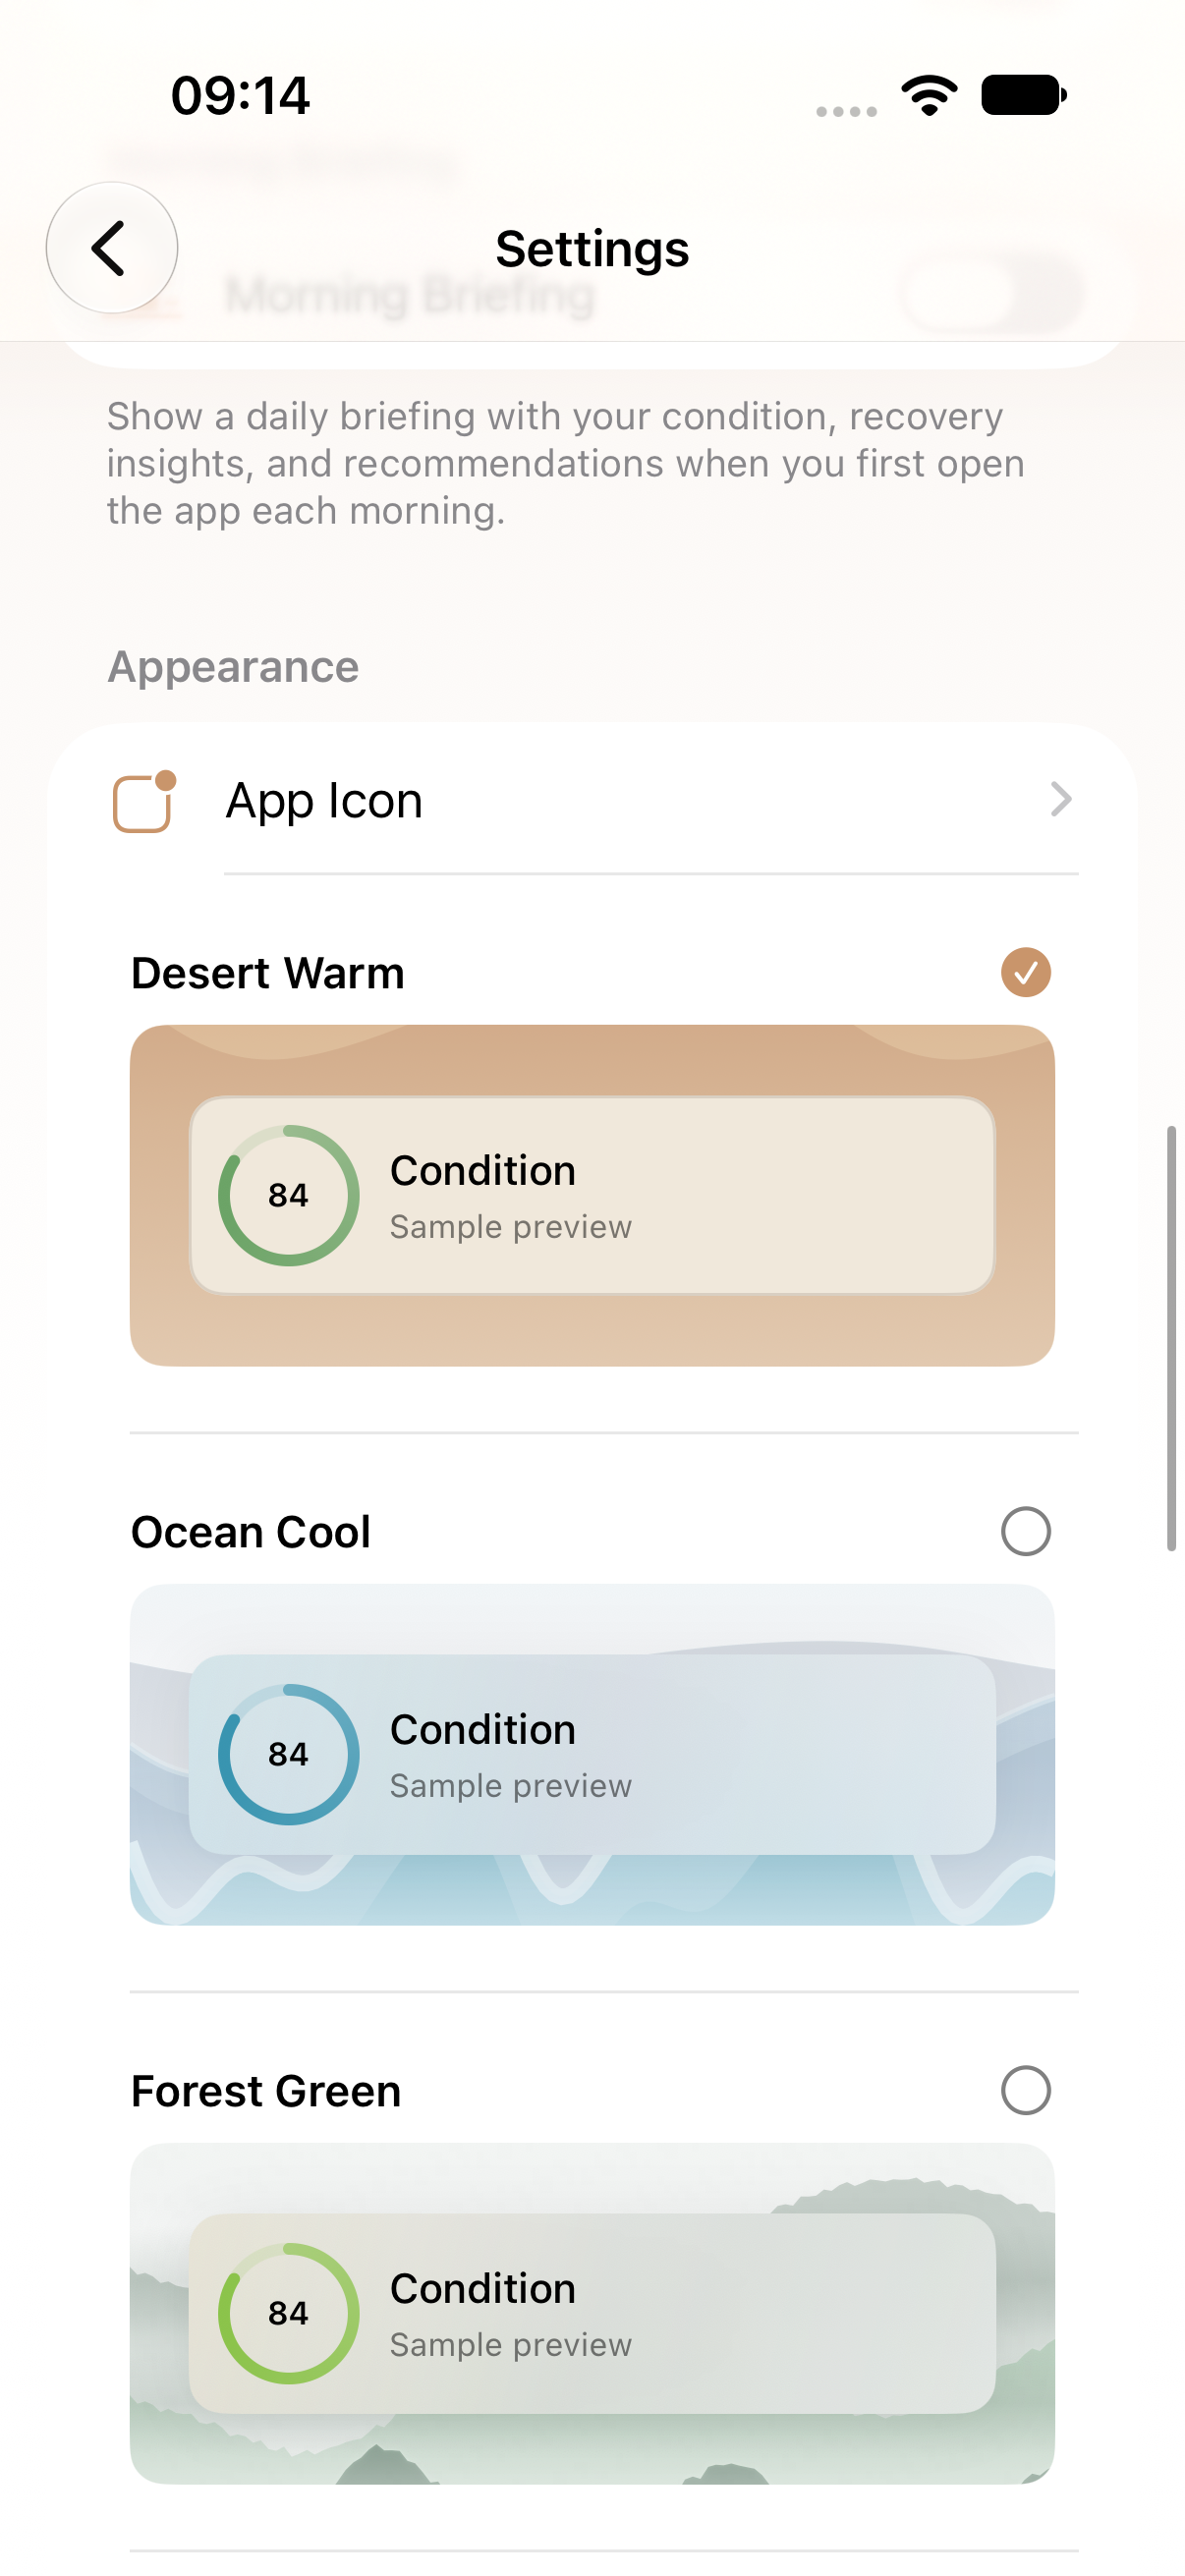 09:14
Settings
Morning Briefing
Show a daily briefing with your condition, recovery
insights, and recommendations when you first open
the app each morning.
Appearance
App Icon
Desert Warm
84
Condition
Sample preview
Ocean Cool
84
Condition
Sample preview
Forest Green
84
Condition
Sample preview